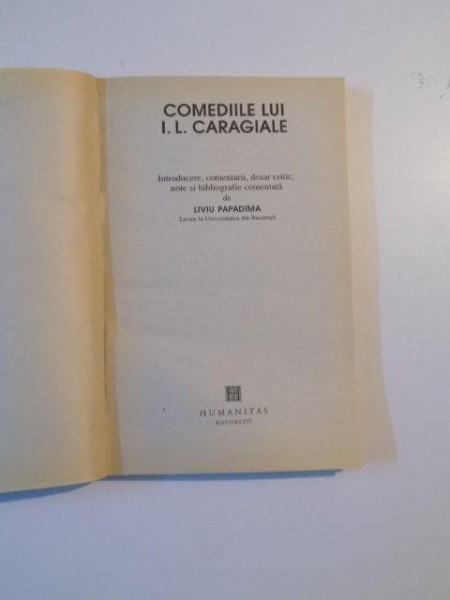 COMEDIILE LUI
I. L. CARAGIALE
Introducere, comentarii, dosar critic,
note și bibliografie comentată
de
LIVIU PAPADIMA
Lector la Universitatea din București
HUMANITAS
BUCUREȘTI